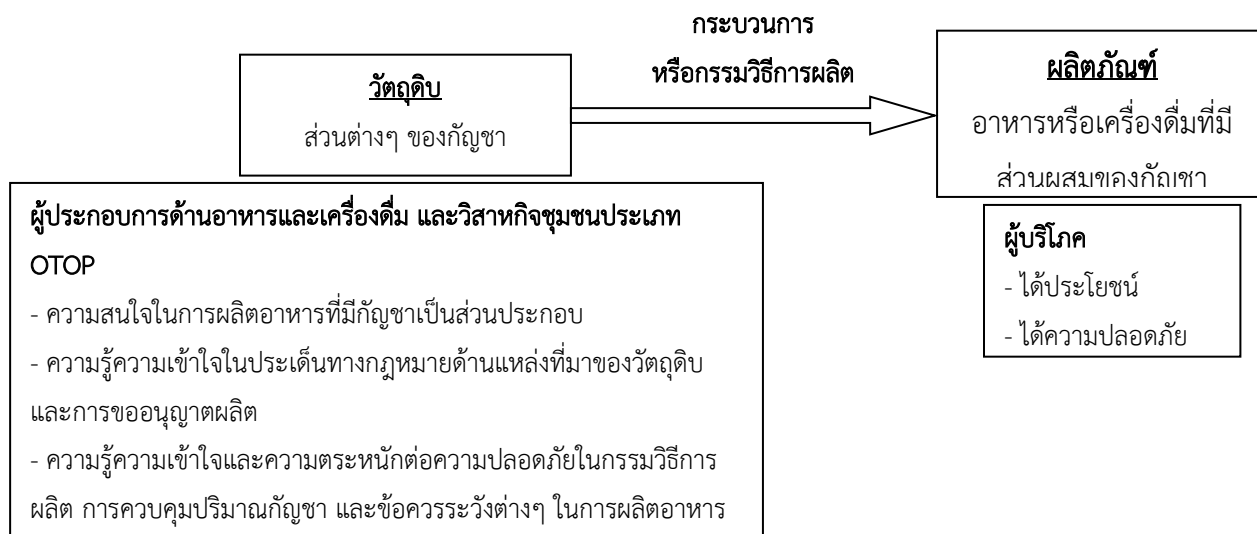 กระบวนการ
หรือกรรมวิธีการผลิต
วัตถุดิบ
ส่วนต่างๆ ของกัญชา
ผลิตภัณฑ์
อาหารหรือเครื่องดื่มที่มี
ส่วนผสมของกัญชา
ผู้ประกอบการด้านอาหารและเครื่องดื่ม และวิสาหกิจชุมชนประเภท
OTOP
- ความสนใจในการผลิตอาหารที่มีกัญชาเป็นส่วนประกอบ
- ความรู้ความเข้าใจในประเด็นทางกฎหมายด้านแหล่งที่มาของวัตถุดิบ
และการขออนุญาตผลิต
- ความรู้ความเข้าใจและความตระหนักต่อความปลอดภัยในกรรมวิธีการ
ผลิต การควบคุมปริมาณกัญชา และข้อควรระวังต่างๆ ในการผลิตอาหาร
ผู้บริโภค
- ได้ประโยชน์
- ได้ความปลอดภัย